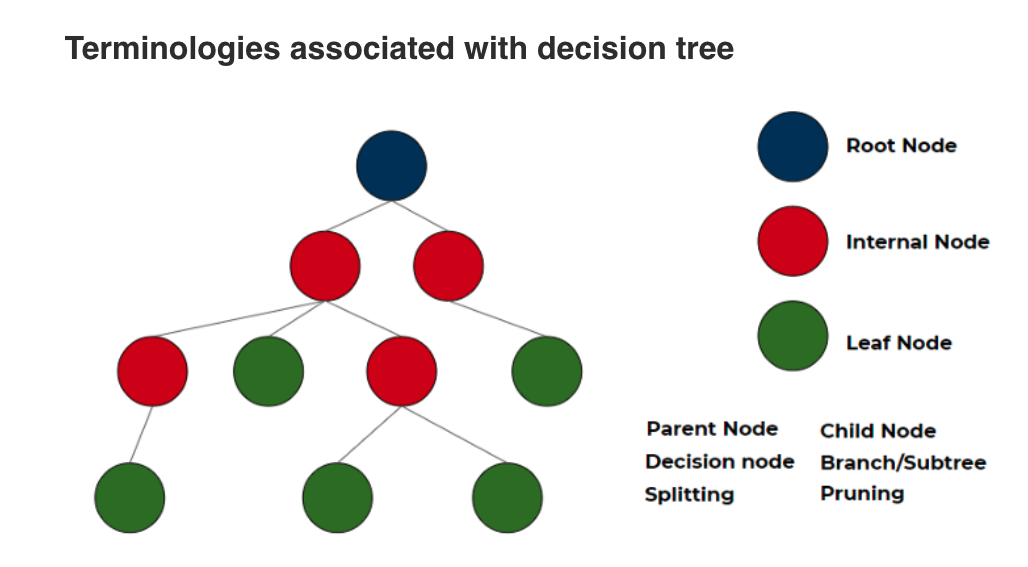 Terminologies associated with decision tree
Root Node
Internal Node
Leaf Node
Parent Node
Child Node
Decision node
Branch/Subtree
Splitting
Pruning